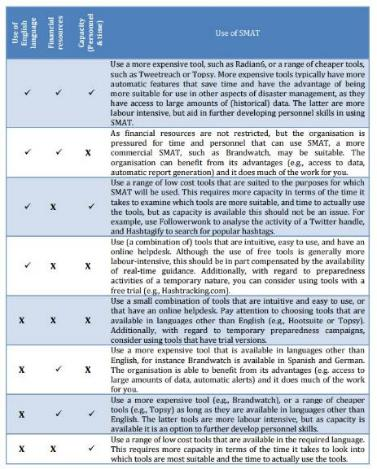 Use of
English
language
Financial
resources
Capacity
(Personnel
& time)
Use of SMAT
✓ ✓ ✓
Use a more expensive tool, such as Radian6, or a range of cheaper tools,
such as Tweetreach or Topsy. More expensive tools typically have more
automatic features that save time and have the advantage of being
more suitable for use in other aspects of disaster management, as they
have access to large amounts of (historical) data. The latter are more
labour intensive, but aid in further developing personnel skills in using
SMAT.
✓ ✓ X
As financial resources are not restricted, but the organisation is
pressured for time and personnel that can use SMAT, a more
commercial SMAT, such as Brandwatch, may be suitable. The
organisation can benefit from its advantages (e.g., access to data,
automatic report generation) and it does much of the work for you.
✓ X ✓
Use a range of low cost tools that are suited to the purposes for which
SMAT will be used. This requires more capacity in terms of the time it
takes to examine which tools are more suitable, and time to actually use
the tools, but as capacity is available this should not be an issue. For
example, use Followerwonk to analyse the activity of a Twitter handle,
and Hashtagify to search for popular hashtags.
✓ X X
Use (a combination of) tools that are intuitive, easy to use, and have an
online helpdesk. Although the use of free tools is generally more
labour-intensive, this should be in part compensated by the availability
of real-time guidance. Additionally, with regard to preparedness
activities of a temporary nature, you can consider using tools with a
free trial (e.g., Hashtracking.com).
X X X
Use a small combination of tools that are intuitive and easy to use, or
that have an online helpdesk. Pay attention to choosing tools that are
available in languages other than English (e.g., Hootsuite or Topsy).
Additionally, with regard to temporary preparedness campaigns,
consider using tools that have trial versions.
X ✓ X
Use a more expensive tool that is available in languages other than
English, for instance Brandwatch is available in Spanish and German.
The organisation is able to benefit from its advantages (e.g. access to
large amounts of data, automatic alerts) and it does much of the work
for you.
X ✓ ✓
Use a more expensive tool (e.g., Brandwatch), or a range of cheaper
tools (e.g., Topsy) as long as they are available in languages other than
English. The latter tools are more labour intensive, but as capacity is
available it is an option to further develop personnel skills.
X X ✓
Use a range of low cost tools that are available in the required language.
This requires more capacity in terms of the time it takes to look into
which tools are most suitable and the time to actually use the tools.